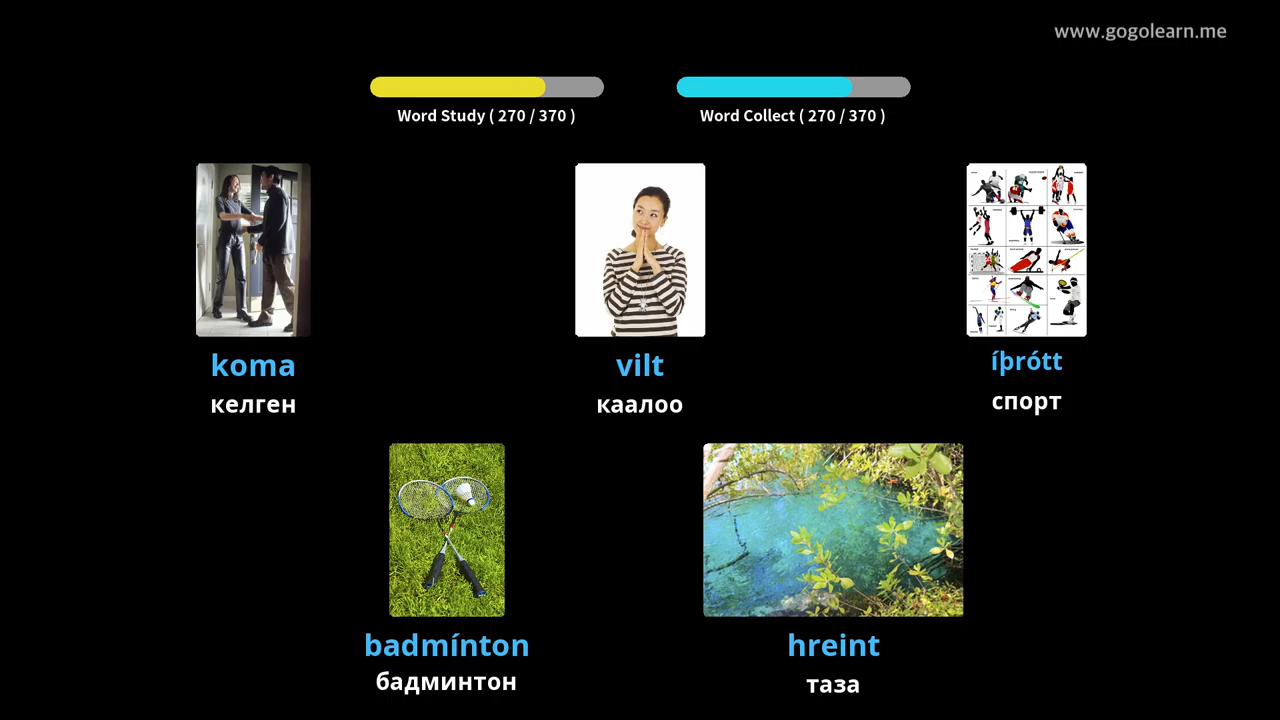 www.gogolearn.me
Word Study ( 270 / 370 )
Word Collect ( 270 / 370 )
koma
келген
vilt
каалоо
íþrótt
спорт
badmínton
бадминтон
hreint
таза